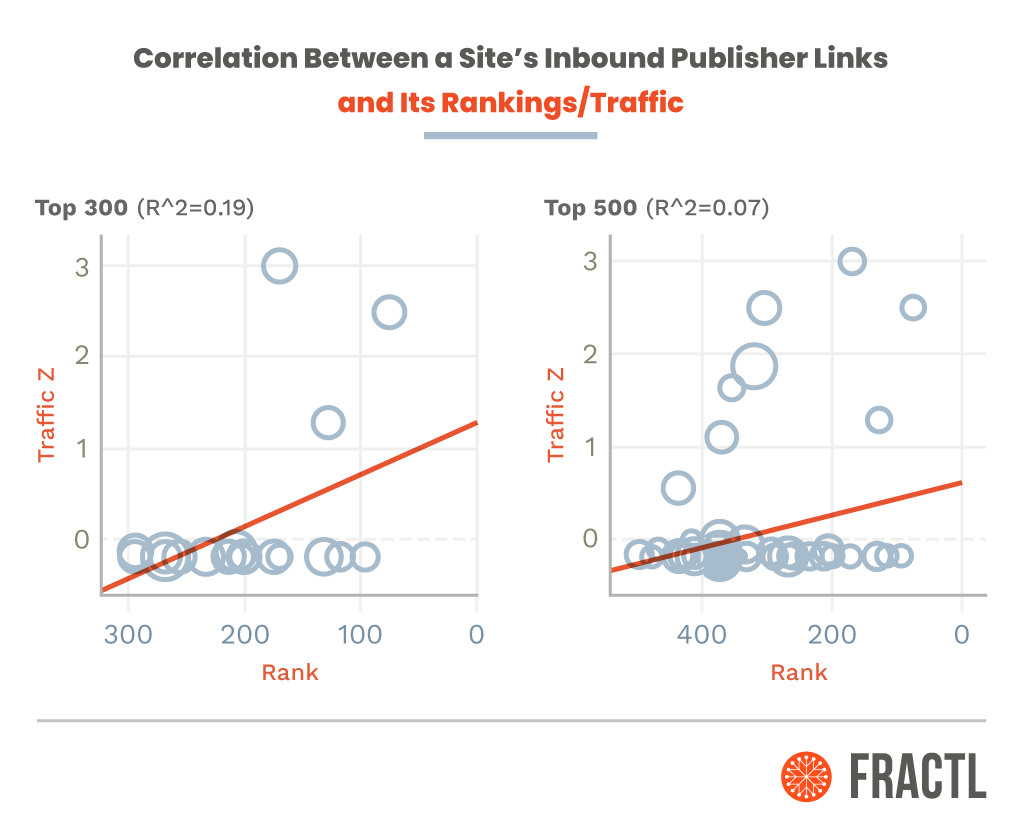 Correlation Between a Site’s Inbound Publisher Links
and Its Rankings/Traffic
Top 300 (R^2=0.19)
3
2
1
0
Traffic Z
300 200 100 0
Rank
Top 500 (R^2=0.07)
3
2
1
0
Traffic Z
400 200 0
Rank
FRACTL